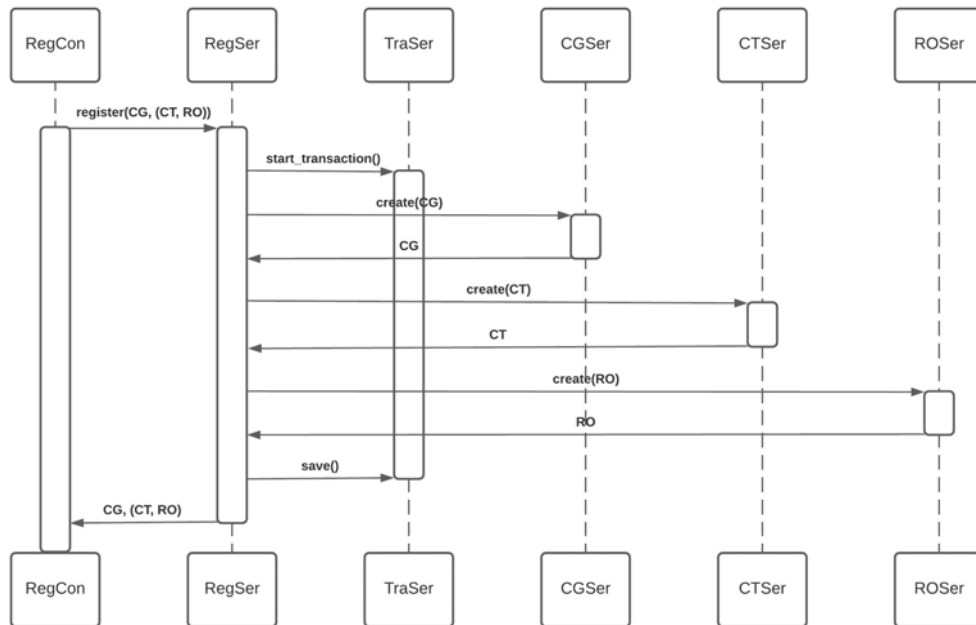 RegCon
RegSer
TraSer
CGSer
CTSer
ROSer
register(CG, (CT, RO))
start_transaction()
create(CG)
CG
create(CT)
CT
create(RO)
RO
save()
CG, (CT, RO)
RegCon
RegSer
TraSer
CGSer
CTSer
ROSer